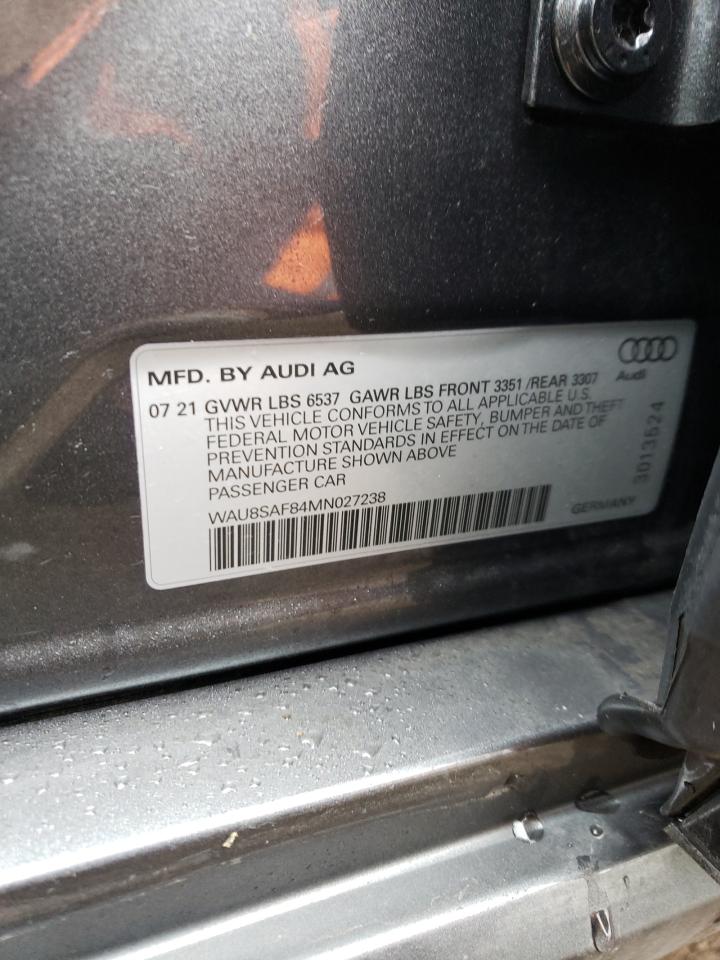 MFD. BY AUDI AG
Audi
07 21 GVWR LBS 6537 GAWR LBS FRONT 3351 /REAR 3307
THIS VEHICLE CONFORMS TO ALL APPLICABLE U.S.
FEDERAL MOTOR VEHICLE SAFETY, BUMPER AND THEFT
PREVENTION STANDARDS IN EFFECT ON THE DATE OF
MANUFACTURE SHOWN ABOVE
PASSENGER CAR
WAU8SAF84MN027238
GERMANY
3013524